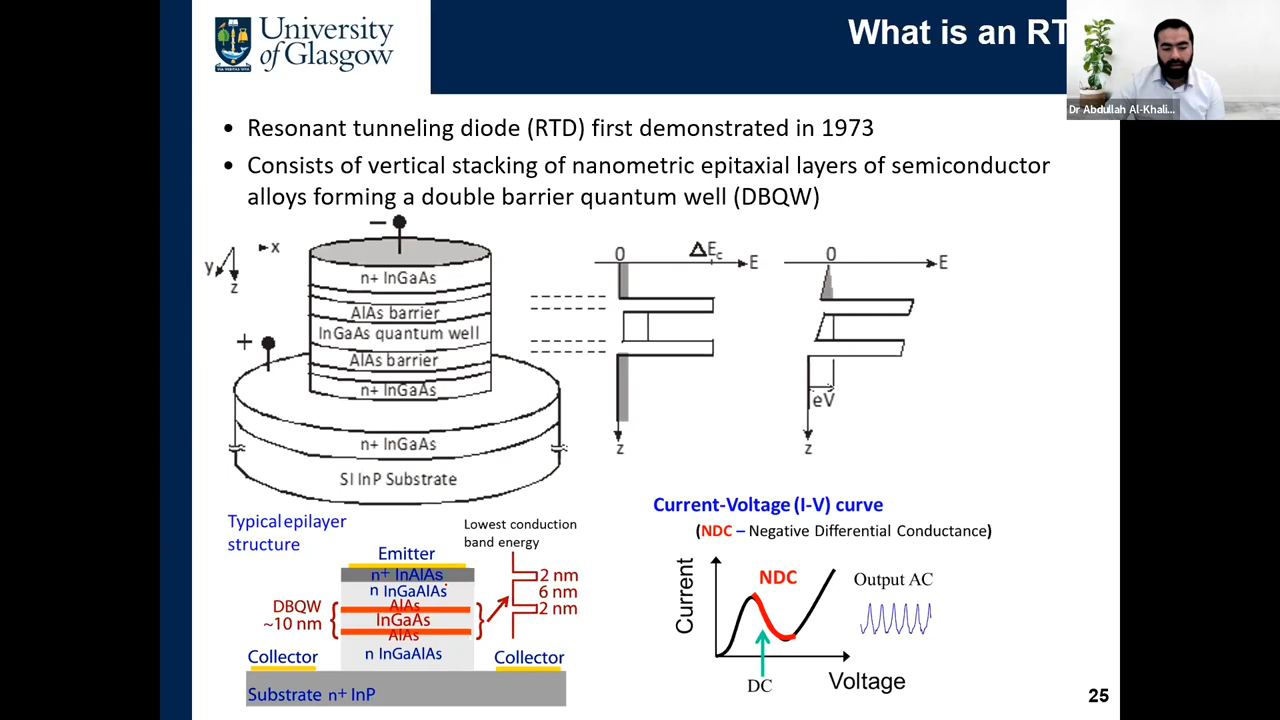 University
of Glasgow
What is an RT
Dr Abdullah Al-Khali...
• Resonant tunneling diode (RTD) first demonstrated in 1973
• Consists of vertical stacking of nanometric epitaxial layers of semiconductor
alloys forming a double barrier quantum well (DBQW)
−
x
y
z
n+ InGaAs
AlAs barrier
InGaAs quantum well
AlAs barrier
n+ InGaAs
+
n+ InGaAs
SI InP Substrate
0
ΔEc
E
z
0
E
eV
z
Typical epilayer
structure
Lowest conduction
band energy
Emitter
n+ InAlAs
n InGaAlAs
AlAs
InGaAs
AlAs
n InGaAlAs
DBQW
~10 nm
2 nm
6 nm
2 nm
Collector
Collector
Substrate n+ InP
Current-Voltage (I-V) curve
(NDC – Negative Differential Conductance)
Current
NDC
Output AC
DC
Voltage
25